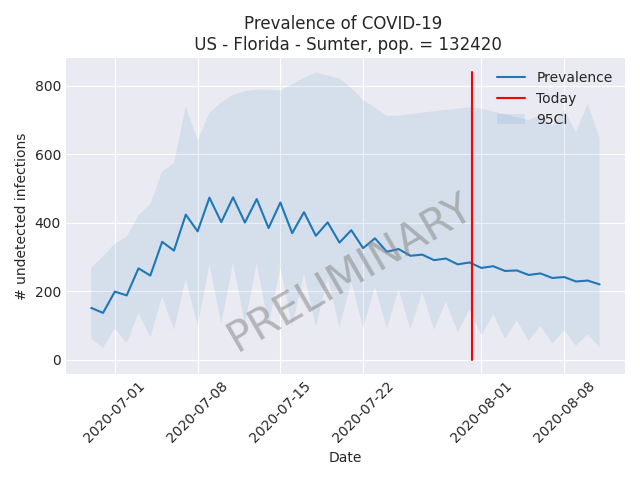 Prevalence of COVID-19
US - Florida - Sumter, pop. = 132420
# undetected infections
800
600
400
200
0
Prevalence
Today
95CI
PRELIMINARY
2020-07-01
2020-07-08
2020-07-15
2020-07-22
2020-08-01
2020-08-08
Date